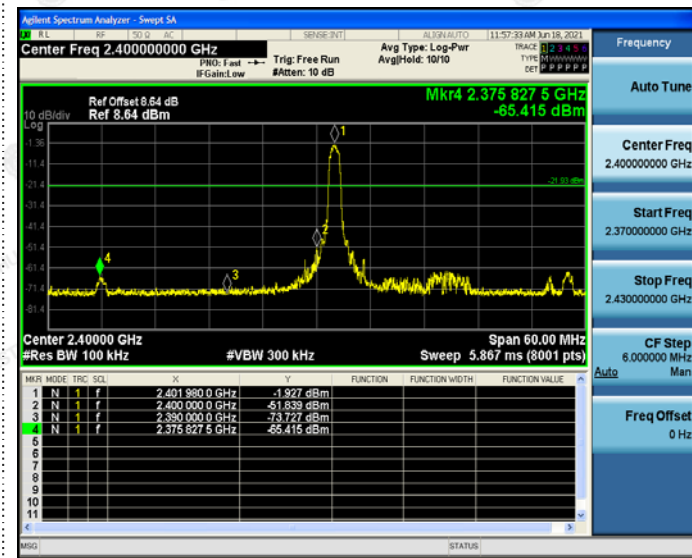 Agilent Spectrum Analyzer - Swept SA
RL RF 50 Ω AC SENSE:INT ALIGNAUTO 11:57:33 AM Jun 18, 2021
Center Freq 2.400000000 GHz
PNO: Fast
IFGain:Low
Trig: Free Run
#Atten: 10 dB
Avg Type: Log-Pwr
Avg|Hold: 10/10
TRACE 1 2 3 4 5 6
TYPE MWWWWW
DET P P P P P P
Mkr4 2.375 827 5 GHz
-65.415 dBm
Ref Offset 8.64 dB
10 dB/div Ref 8.64 dBm
Log
-1.36
-11.4
-21.4
-31.4
-41.4
-51.4
-61.4
-71.4
-81.4
1
-21.93 dBm
2
4
3
Center 2.40000 GHz Span 60.00 MHz
#Res BW 100 kHz #VBW 300 kHz Sweep 5.867 ms (8001 pts)
MKR MODE TRC SCL X Y FUNCTION FUNCTION WIDTH FUNCTION VALUE
1 N 1 f 2.401 980 0 GHz -1.927 dBm
2 N 1 f 2.400 000 0 GHz -51.839 dBm
3 N 1 f 2.390 000 0 GHz -73.727 dBm
4 N 1 f 2.375 827 5 GHz -65.415 dBm
5
6
7
8
9
10
11
MSG STATUS
Frequency
Auto Tune
Center Freq
2.400000000 GHz
Start Freq
2.370000000 GHz
Stop Freq
2.430000000 GHz
CF Step
6.000000 MHz
Auto Man
Freq Offset
0 Hz